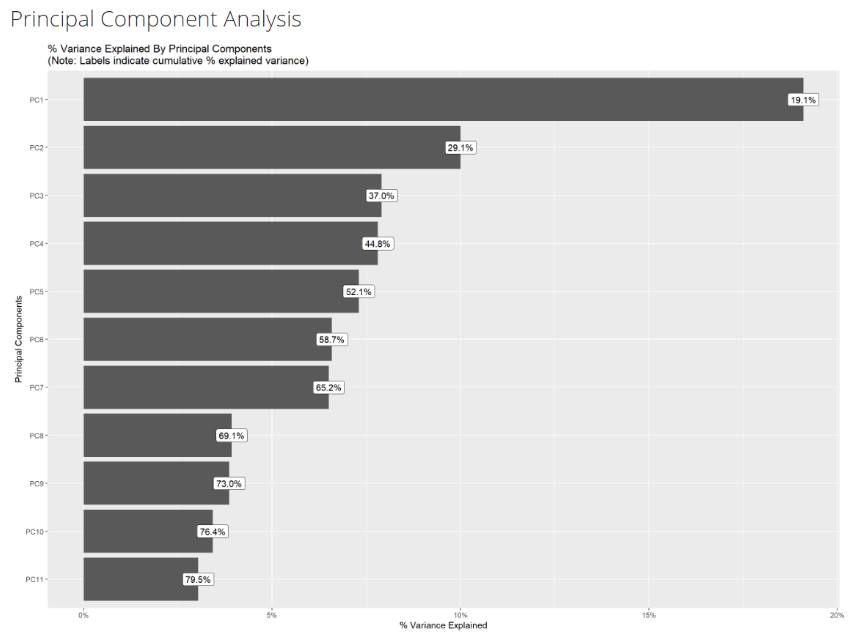 Principal Component Analysis
% Variance Explained By Principal Components
(Note: Labels indicate cumulative % explained variance)
Principal Components
PC1
19.1%
PC2
29.1%
PC3
37.0%
PC4
44.8%
PC5
52.1%
PC6
58.7%
PC7
65.2%
PC8
69.1%
PC9
73.0%
PC10
76.4%
PC11
79.5%
0%
5%
10%
15%
20%
% Variance Explained